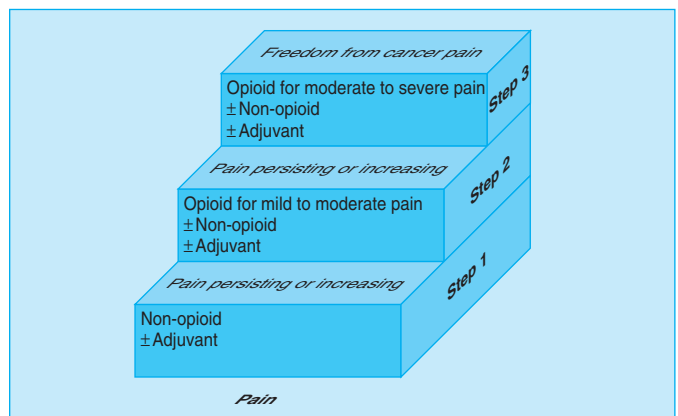 Freedom from cancer pain
Opioid for moderate to severe pain
± Non-opioid
± Adjuvant
Step 3
Pain persisting or increasing
Opioid for mild to moderate pain
± Non-opioid
± Adjuvant
Step 2
Pain persisting or increasing
Non-opioid
± Adjuvant
Step 1
Pain